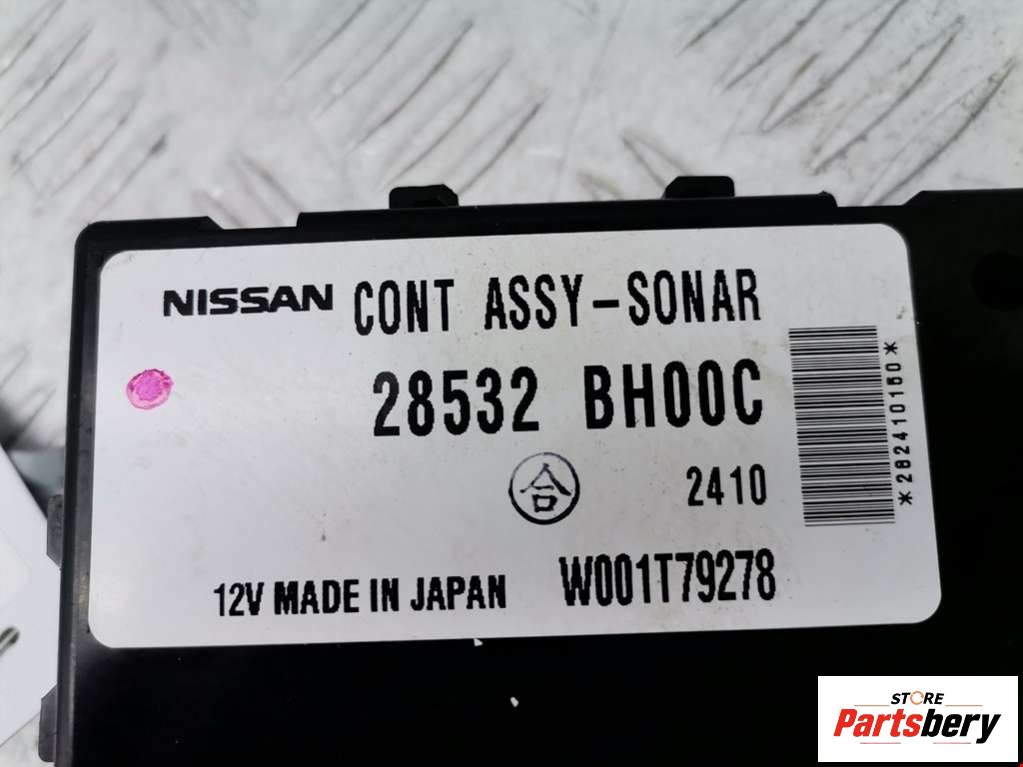 NISSAN CONT ASSY-SONAR
28532 BH00C
合 2410
12V MADE IN JAPAN W001T79278
*282410160*
STORE
Partsbery